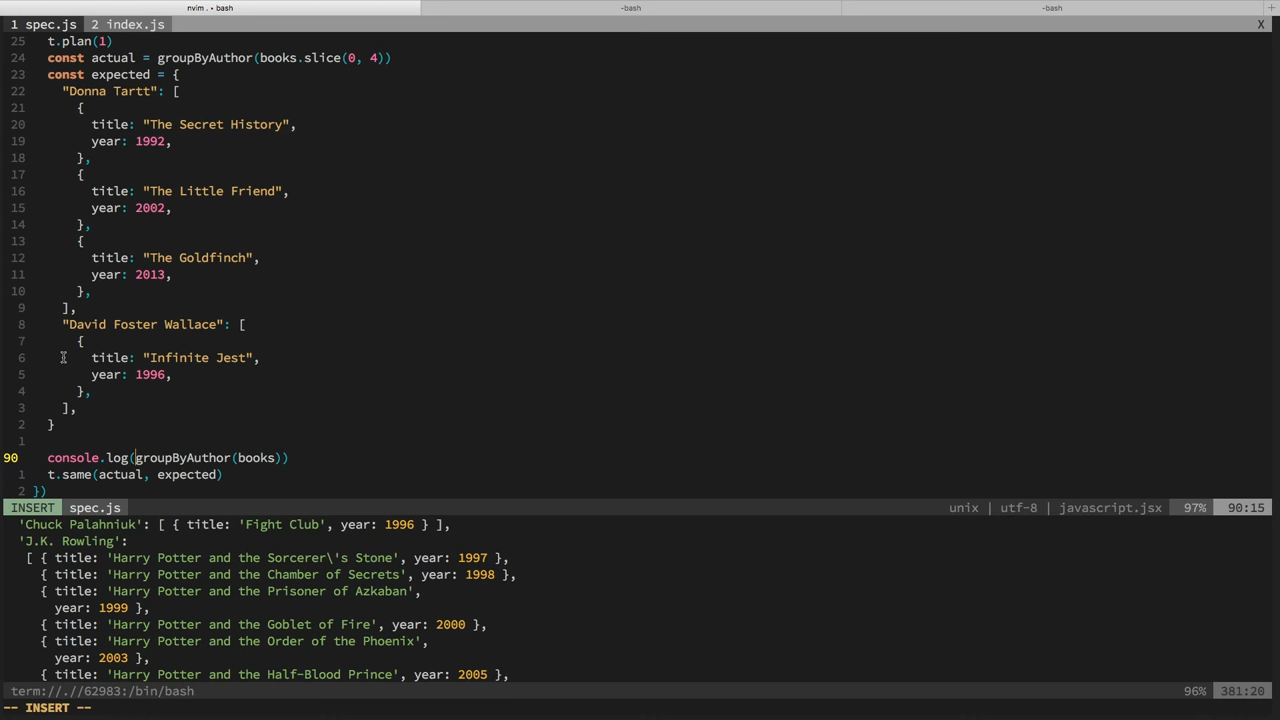 nvim . • bash -bash -bash +
1 spec.js 2 index.js X
25 t.plan(1)
24 const actual = groupByAuthor(books.slice(0, 4))
23 const expected = {
22 "Donna Tartt": [
21 {
20 title: "The Secret History",
19 year: 1992,
18 },
17 {
16 title: "The Little Friend",
15 year: 2002,
14 },
13 {
12 title: "The Goldfinch",
11 year: 2013,
10 },
9 ],
8 "David Foster Wallace": [
7 {
6 title: "Infinite Jest",
5 year: 1996,
4 },
3 ],
2 }
1
90 console.log(groupByAuthor(books))
1 t.same(actual, expected)
2 })
INSERT spec.js unix | utf-8 | javascript.jsx 97% 90:15
'Chuck Palahniuk': [ { title: 'Fight Club', year: 1996 } ],
'J.K. Rowling':
[ { title: 'Harry Potter and the Sorcerer\'s Stone', year: 1997 },
{ title: 'Harry Potter and the Chamber of Secrets', year: 1998 },
{ title: 'Harry Potter and the Prisoner of Azkaban',
year: 1999 },
{ title: 'Harry Potter and the Goblet of Fire', year: 2000 },
{ title: 'Harry Potter and the Order of the Phoenix',
year: 2003 },
{ title: 'Harry Potter and the Half-Blood Prince', year: 2005 },
term://.//62983:/bin/bash 96% 381:20
-- INSERT --